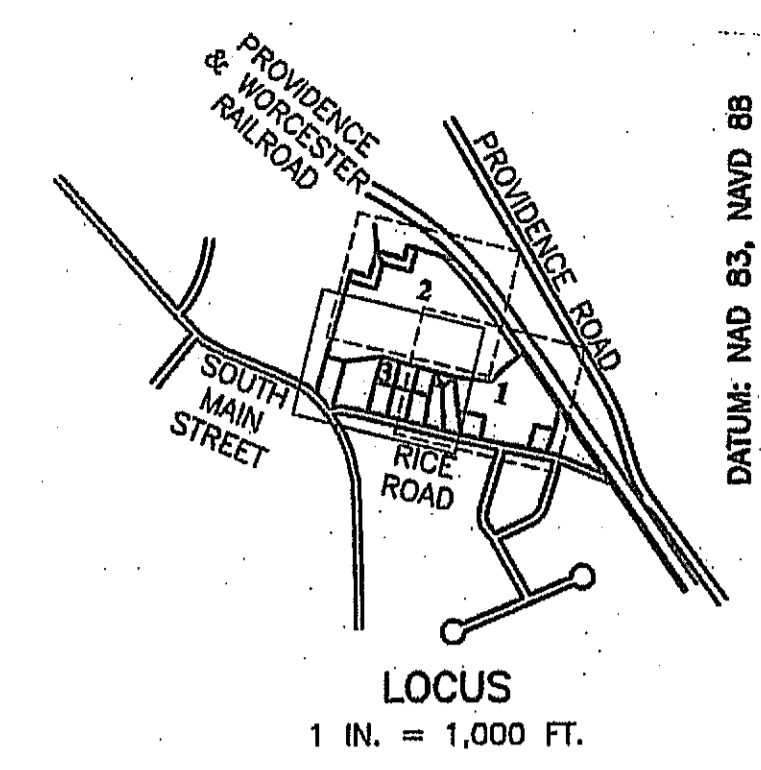 PROVIDENCE
& WORCESTER
RAILROAD
PROVIDENCE ROAD
DATUM: NAD 83, NAVD 88
2
3
1
SOUTH
MAIN
STREET
RICE
ROAD
LOCUS
1 IN. = 1,000 FT.